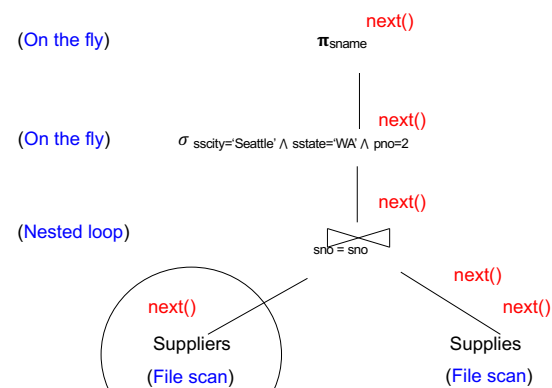 next()
(On the fly) πsname
next()
(On the fly) σ sscity=‘Seattle’ ∧ sstate=‘WA’ ∧ pno=2
next()
(Nested loop)
sno = sno
next()
next() next()
Suppliers Supplies
(File scan) (File scan)